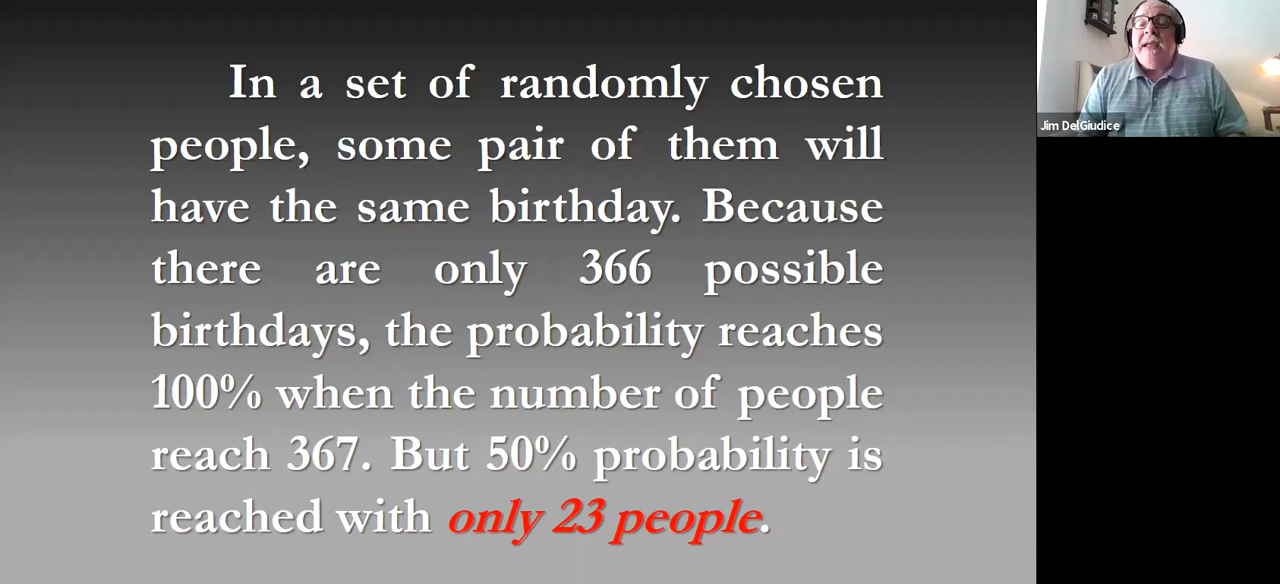 In a set of randomly chosen
people, some pair of them will
have the same birthday. Because
there are only 366 possible
birthdays, the probability reaches
100% when the number of people
reach 367. But 50% probability is
reached with only 23 people.
Jim DelGiudice